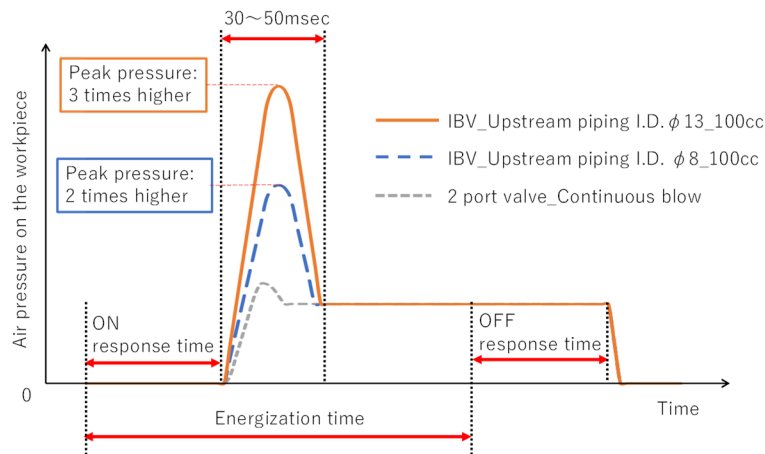 30～50msec
Peak pressure:
3 times higher
Peak pressure:
2 times higher
Air pressure on the workpiece
IBV_Upstream piping I.D. φ13_100cc
IBV_Upstream piping I.D. φ8_100cc
2 port valve_Continuous blow
ON
response time
OFF
response time
0
Time
Energization time